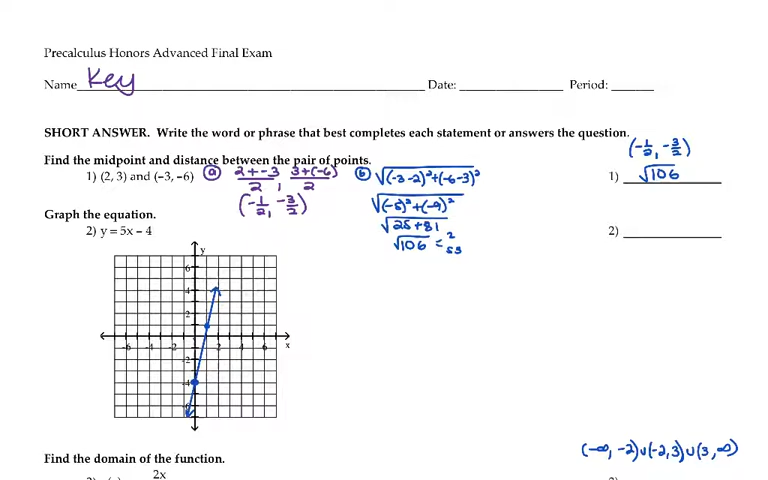 Precalculus Honors Advanced Final Exam
Name Key Date: Period:
SHORT ANSWER. Write the word or phrase that best completes each statement or answers the question.
(-1/2, -3/2)
Find the midpoint and distance between the pair of points.
1) (2, 3) and (–3, –6) ⓐ 2+-3/2, 3+(-6)/2 ⓑ √(-3-2)²+(-6-3)² 1) √106
(-1/2, -3/2) √(-5)²+(-9)²
√25+81
√106 = 2 53
Graph the equation.
2) y = 5x – 4 2)
y
6
4
2
-6 -4 -2 2 4 6 x
-2
-4
(-∞, -2)∪(-2,3)∪(3,∞)
Find the domain of the function.
2x